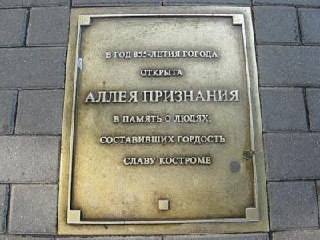 В ГОД 855-ЛЕТИЯ ГОРОДА
ОТКРЫТА
АЛЛЕЯ ПРИЗНАНИЯ
В ПАМЯТЬ О ЛЮДЯХ,
СОСТАВИВШИХ ГОРДОСТЬ
СЛАВУ КОСТРОМЕ